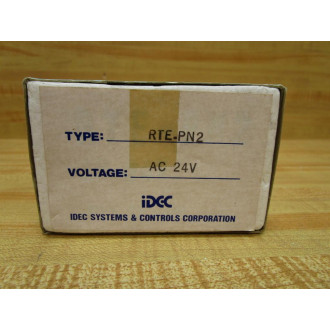 TYPE: RTE-PN2
VOLTAGE: AC 24V
IDEC
IDEC SYSTEMS & CONTROLS CORPORATION